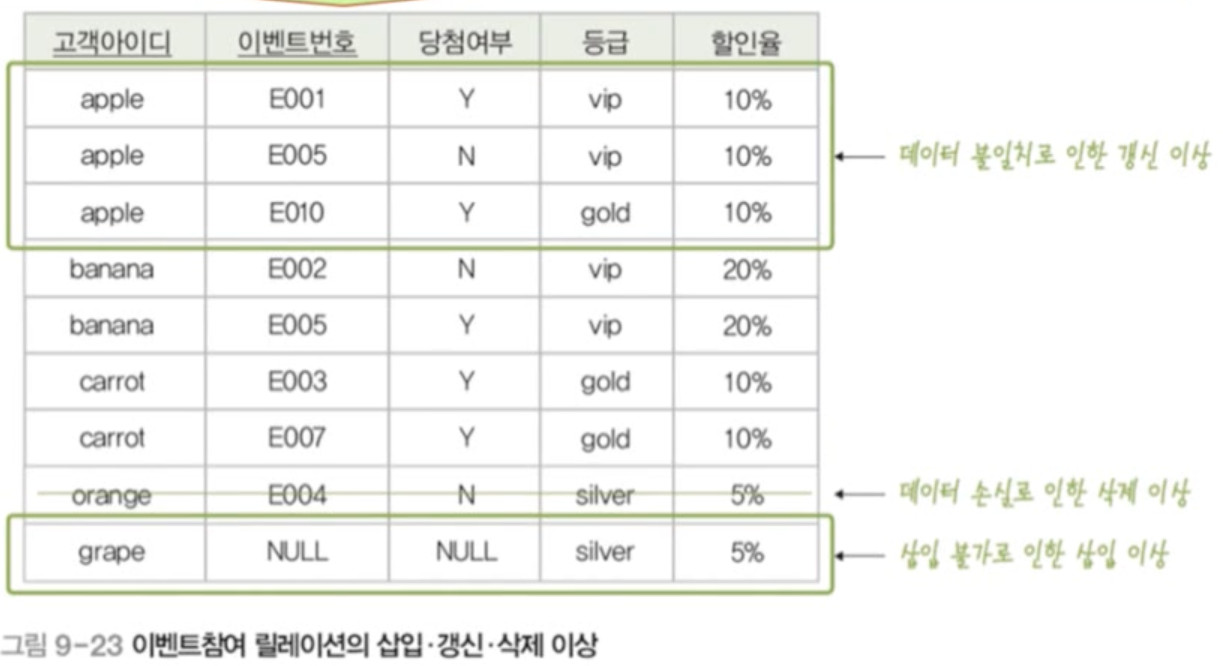 고객아이디 이벤트번호 당첨여부 등급 할인율
apple E001 Y vip 10%
apple E005 N vip 10% 데이터 불일치로 인한 갱신 이상
apple E010 Y gold 10%
banana E002 N vip 20%
banana E005 Y vip 20%
carrot E003 Y gold 10%
carrot E007 Y gold 10%
orange E004 N silver 5% 데이터 손실로 인한 삭제 이상
grape NULL NULL silver 5% 삽입 불가로 인한 삽입 이상
그림 9-23 이벤트참여 릴레이션의 삽입·갱신·삭제 이상